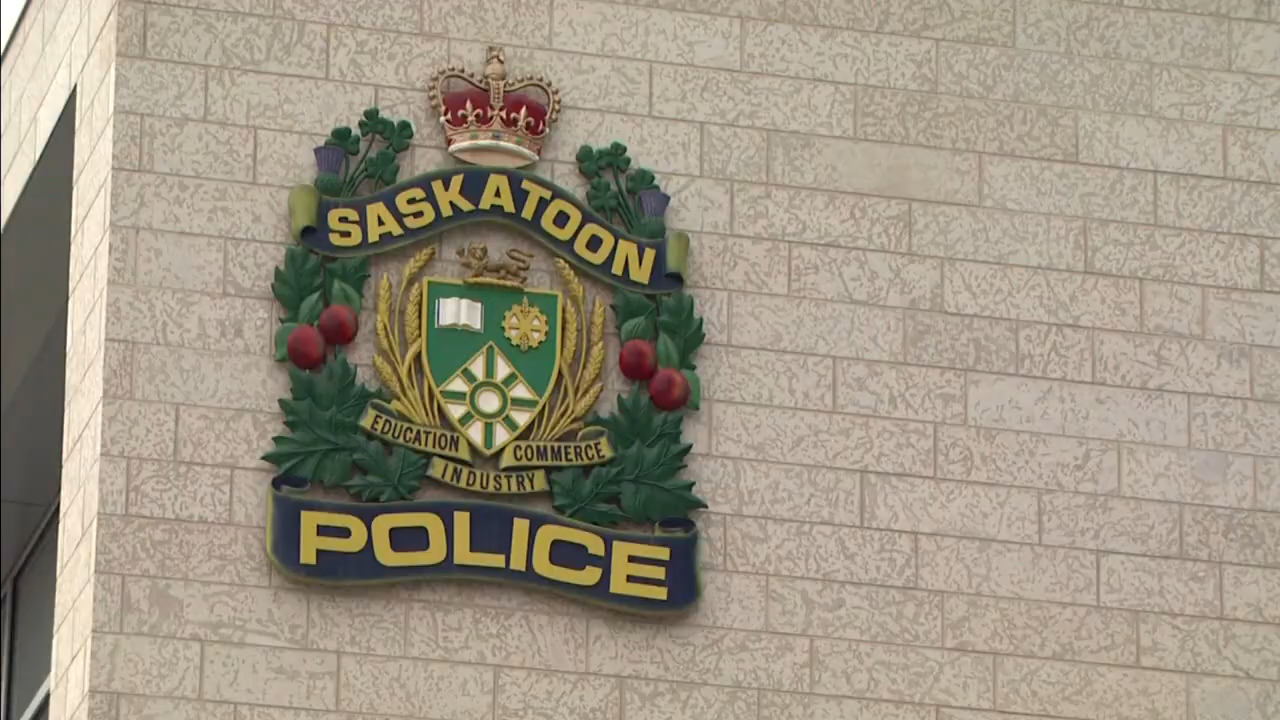 SASKATOON
EDUCATION
COMMERCE
INDUSTRY
POLICE